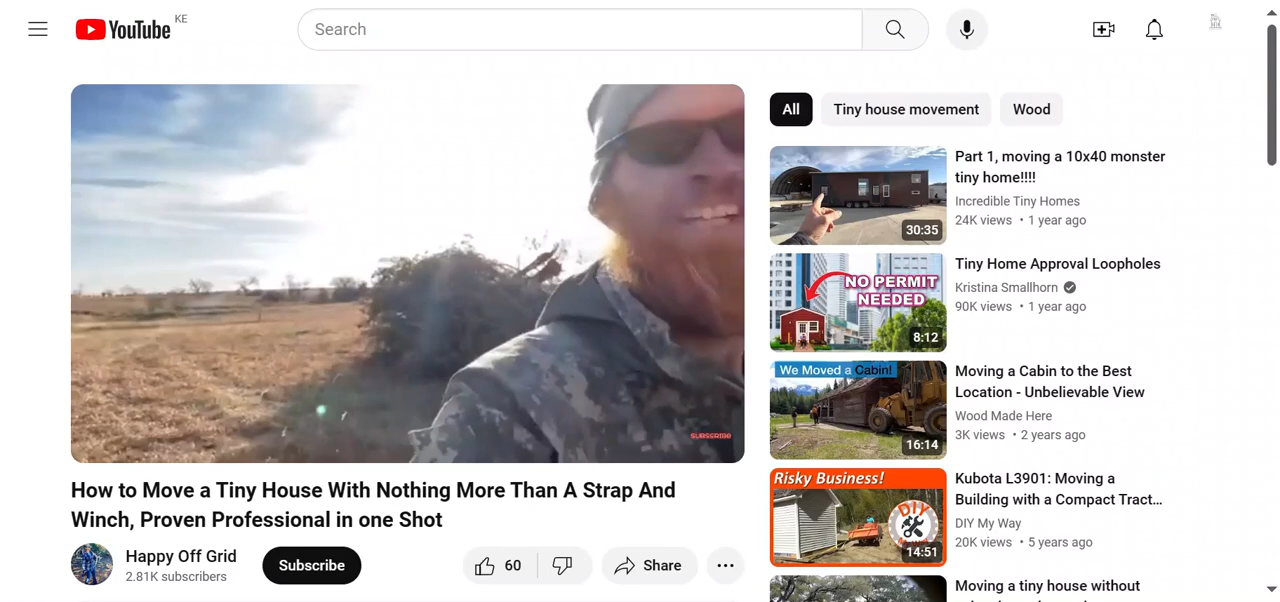 YouTube KE
Search
SUBSCRIBE
How to Move a Tiny House With Nothing More Than A Strap And
Winch, Proven Professional in one Shot
Happy Off Grid
2.81K subscribers
Subscribe
60
Share
All
Tiny house movement
Wood
30:35
Part 1, moving a 10x40 monster
tiny home!!!!
Incredible Tiny Homes
24K views • 1 year ago
NO PERMIT
NEEDED
8:12
Tiny Home Approval Loopholes
Kristina Smallhorn
90K views • 1 year ago
We Moved a Cabin!
16:14
Moving a Cabin to the Best
Location - Unbelievable View
Wood Made Here
3K views • 2 years ago
Risky Business!
DIY
14:51
Kubota L3901: Moving a
Building with a Compact Tract...
DIY My Way
20K views • 5 years ago
Moving a tiny house without